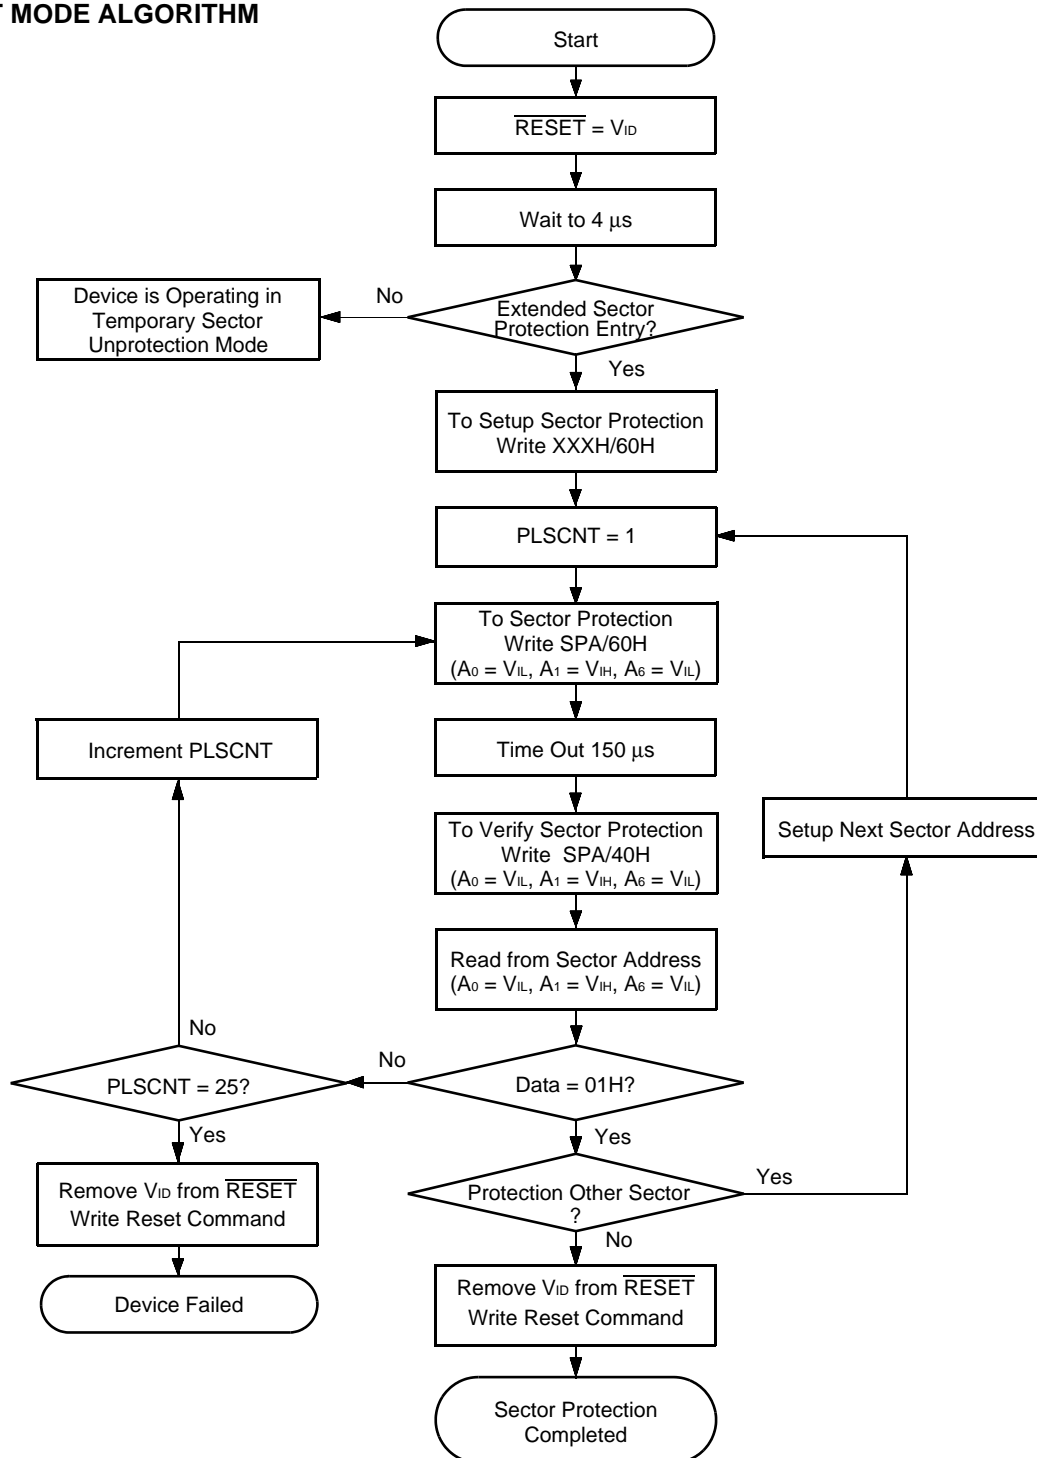 T MODE ALGORITHM
Start
RESET = VID
Wait to 4 μs
Extended Sector
Protection Entry?
No
Device is Operating in
Temporary Sector
Unprotection Mode
Yes
To Setup Sector Protection
Write XXXH/60H
PLSCNT = 1
To Sector Protection
Write SPA/60H
(A0 = VIL, A1 = VIH, A6 = VIL)
Time Out 150 μs
Increment PLSCNT
To Verify Sector Protection
Write SPA/40H
(A0 = VIL, A1 = VIH, A6 = VIL)
Setup Next Sector Address
Read from Sector Address
(A0 = VIL, A1 = VIH, A6 = VIL)
No
PLSCNT = 25?
No
Data = 01H?
Yes
Yes
Remove VID from RESET
Write Reset Command
Protection Other Sector
?
Yes
No
Device Failed
Remove VID from RESET
Write Reset Command
Sector Protection
Completed